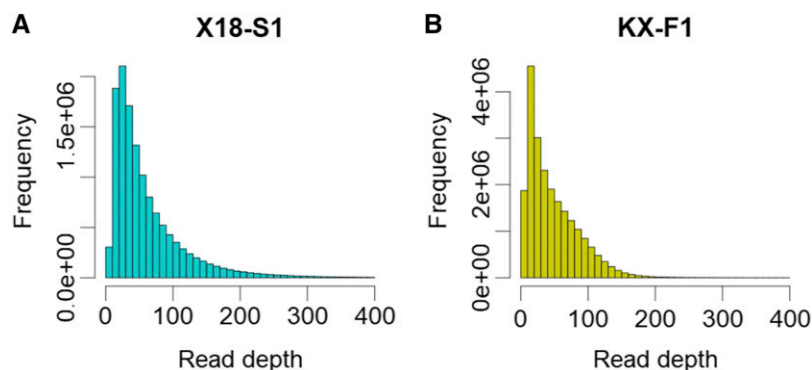 A
X18-S1
Frequency
0.0e+00
1.5e+06
0
100
200
300
400
Read depth
B
KX-F1
Frequency
0e+00
2e+06
4e+06
0
100
200
300
400
Read depth